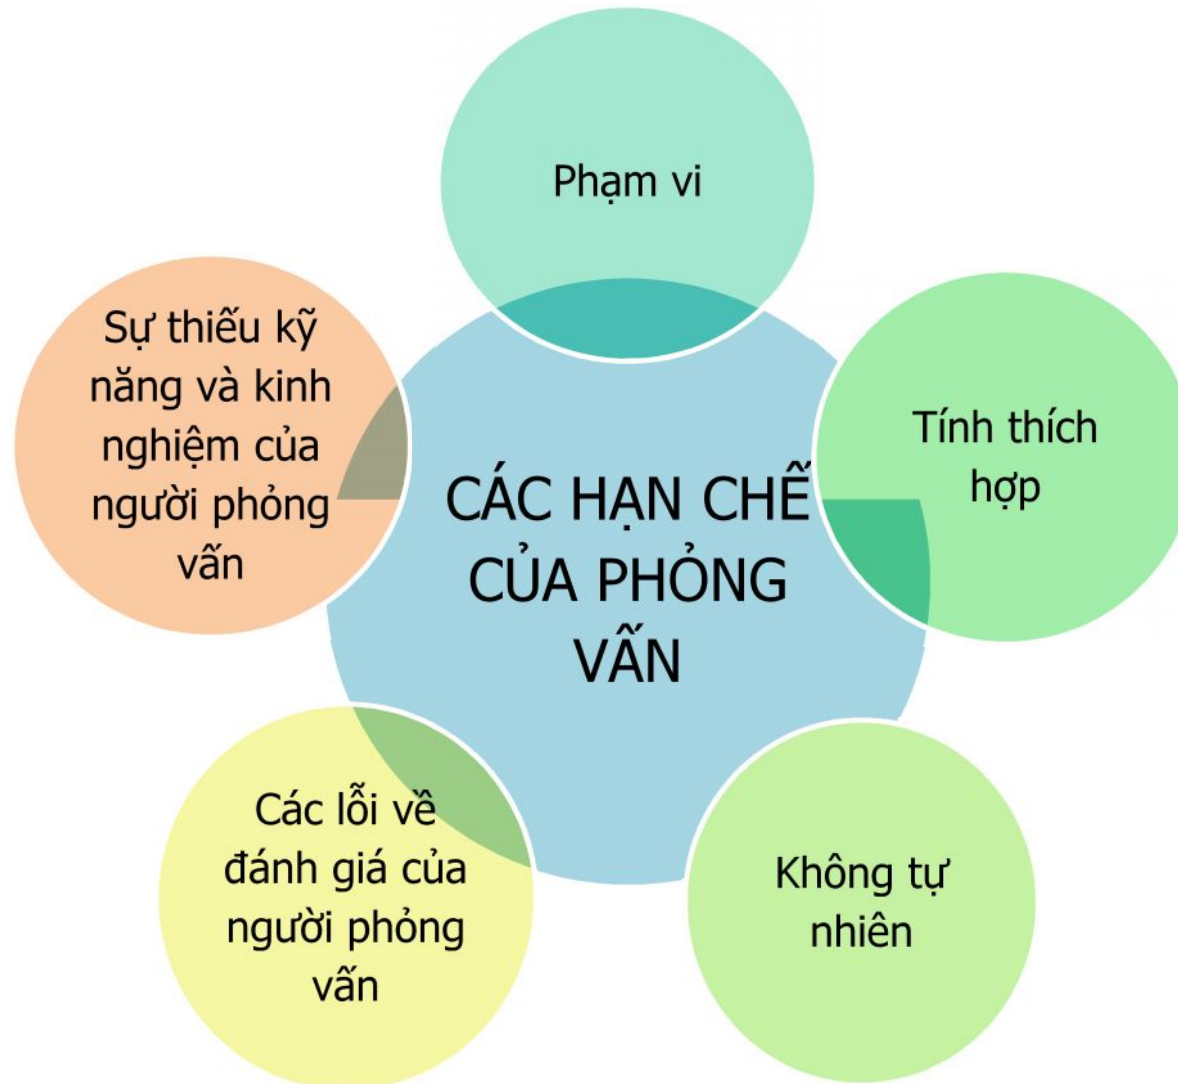 Phạm vi
Tính thích
hợp
Không tự
nhiên
Các lỗi về
đánh giá của
người phỏng
vấn
Sự thiếu kỹ
năng và kinh
nghiệm của
người phỏng
vấn
CÁC HẠN CHẾ
CỦA PHỎNG
VẤN